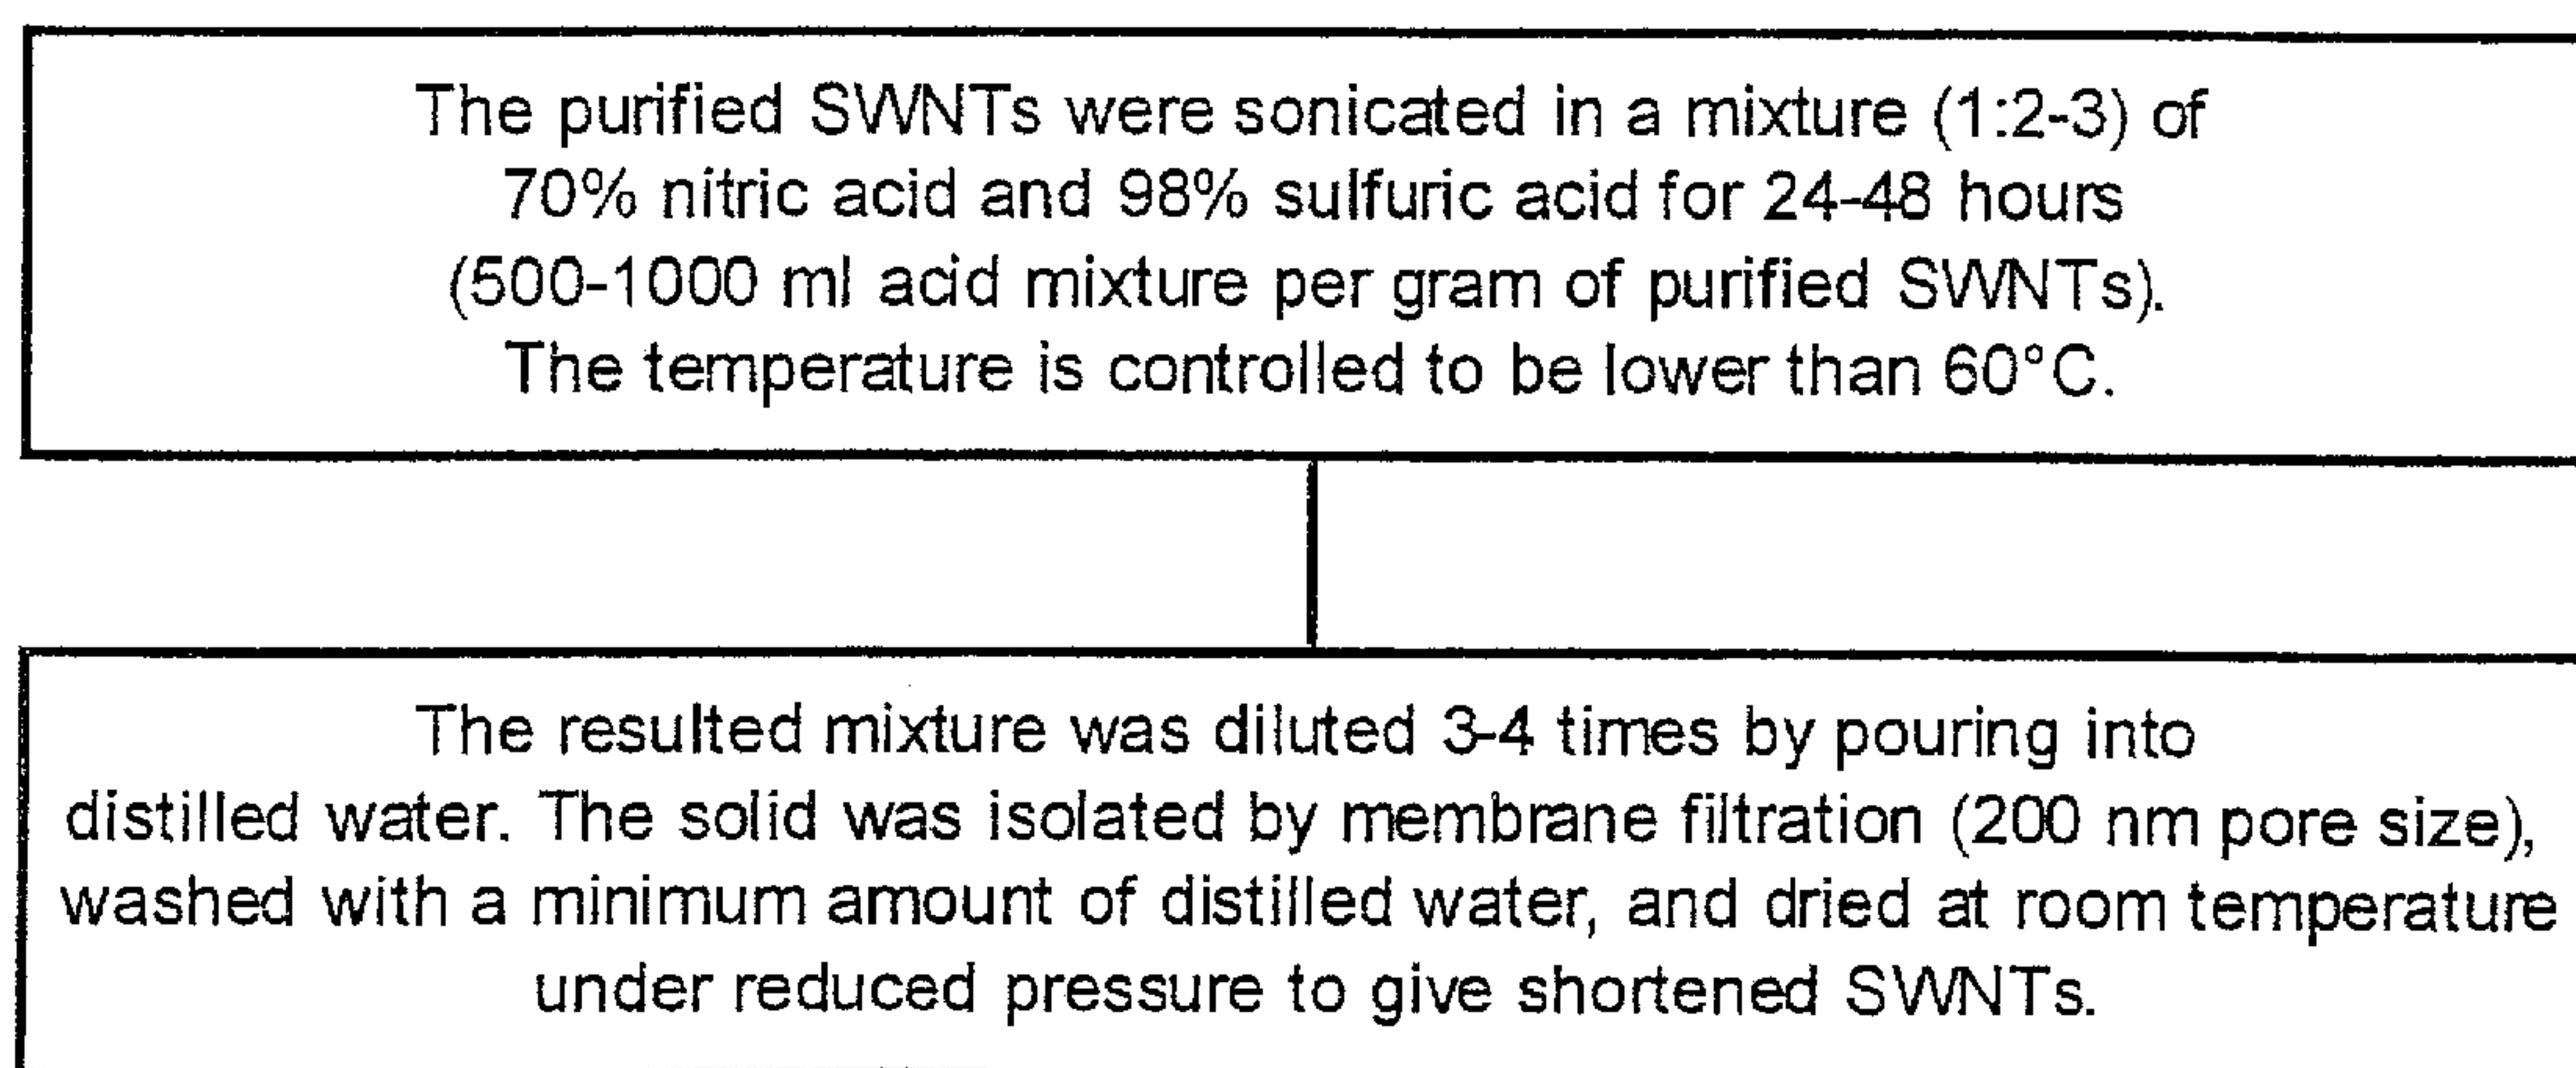 The purified SWNTs were sonicated in a mixture (1:2-3) of
70% nitric acid and 98% sulfuric acid for 24-48 hours
(500-1000 ml acid mixture per gram of purified SWNTs).
The temperature is controlled to be lower than 60°C.
The resulted mixture was diluted 3-4 times by pouring into
distilled water. The solid was isolated by membrane filtration (200 nm pore size),
washed with a minimum amount of distilled water, and dried at room temperature
under reduced pressure to give shortened SWNTs.